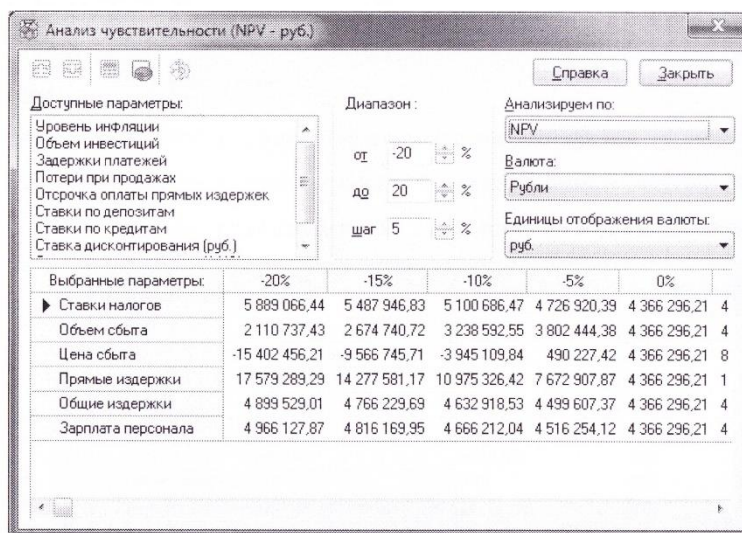 Анализ чувствительности (NPV - руб.)
Справка Закрыть
Доступные параметры: Диапазон : Анализируем по:
Уровень инфляции
Объем инвестиций
Задержки платежей
Потери при продажах
Отсрочка оплаты прямых издержек
Ставки по депозитам
Ставки по кредитам
Ставка дисконтирования (руб.)
от -20 %
до 20 %
шаг 5 %
NPV
Валюта:
Рубли
Единицы отображения валюты:
руб.
Выбранные параметры: -20% -15% -10% -5% 0%
Ставки налогов 5 889 066,44 5 487 946,83 5 100 686,47 4 726 920,39 4 366 296,21 4
Объем сбыта 2 110 737,43 2 674 740,72 3 238 592,55 3 802 444,38 4 366 296,21 4
Цена сбыта -15 402 456,21 -9 566 745,71 -3 945 109,84 490 227,42 4 366 296,21 8
Прямые издержки 17 579 289,29 14 277 581,17 10 975 326,42 7 672 907,87 4 366 296,21 1
Общие издержки 4 899 529,01 4 766 229,69 4 632 918,53 4 499 607,37 4 366 296,21 4
Зарплата персонала 4 966 127,87 4 816 169,95 4 666 212,04 4 516 254,12 4 366 296,21 4